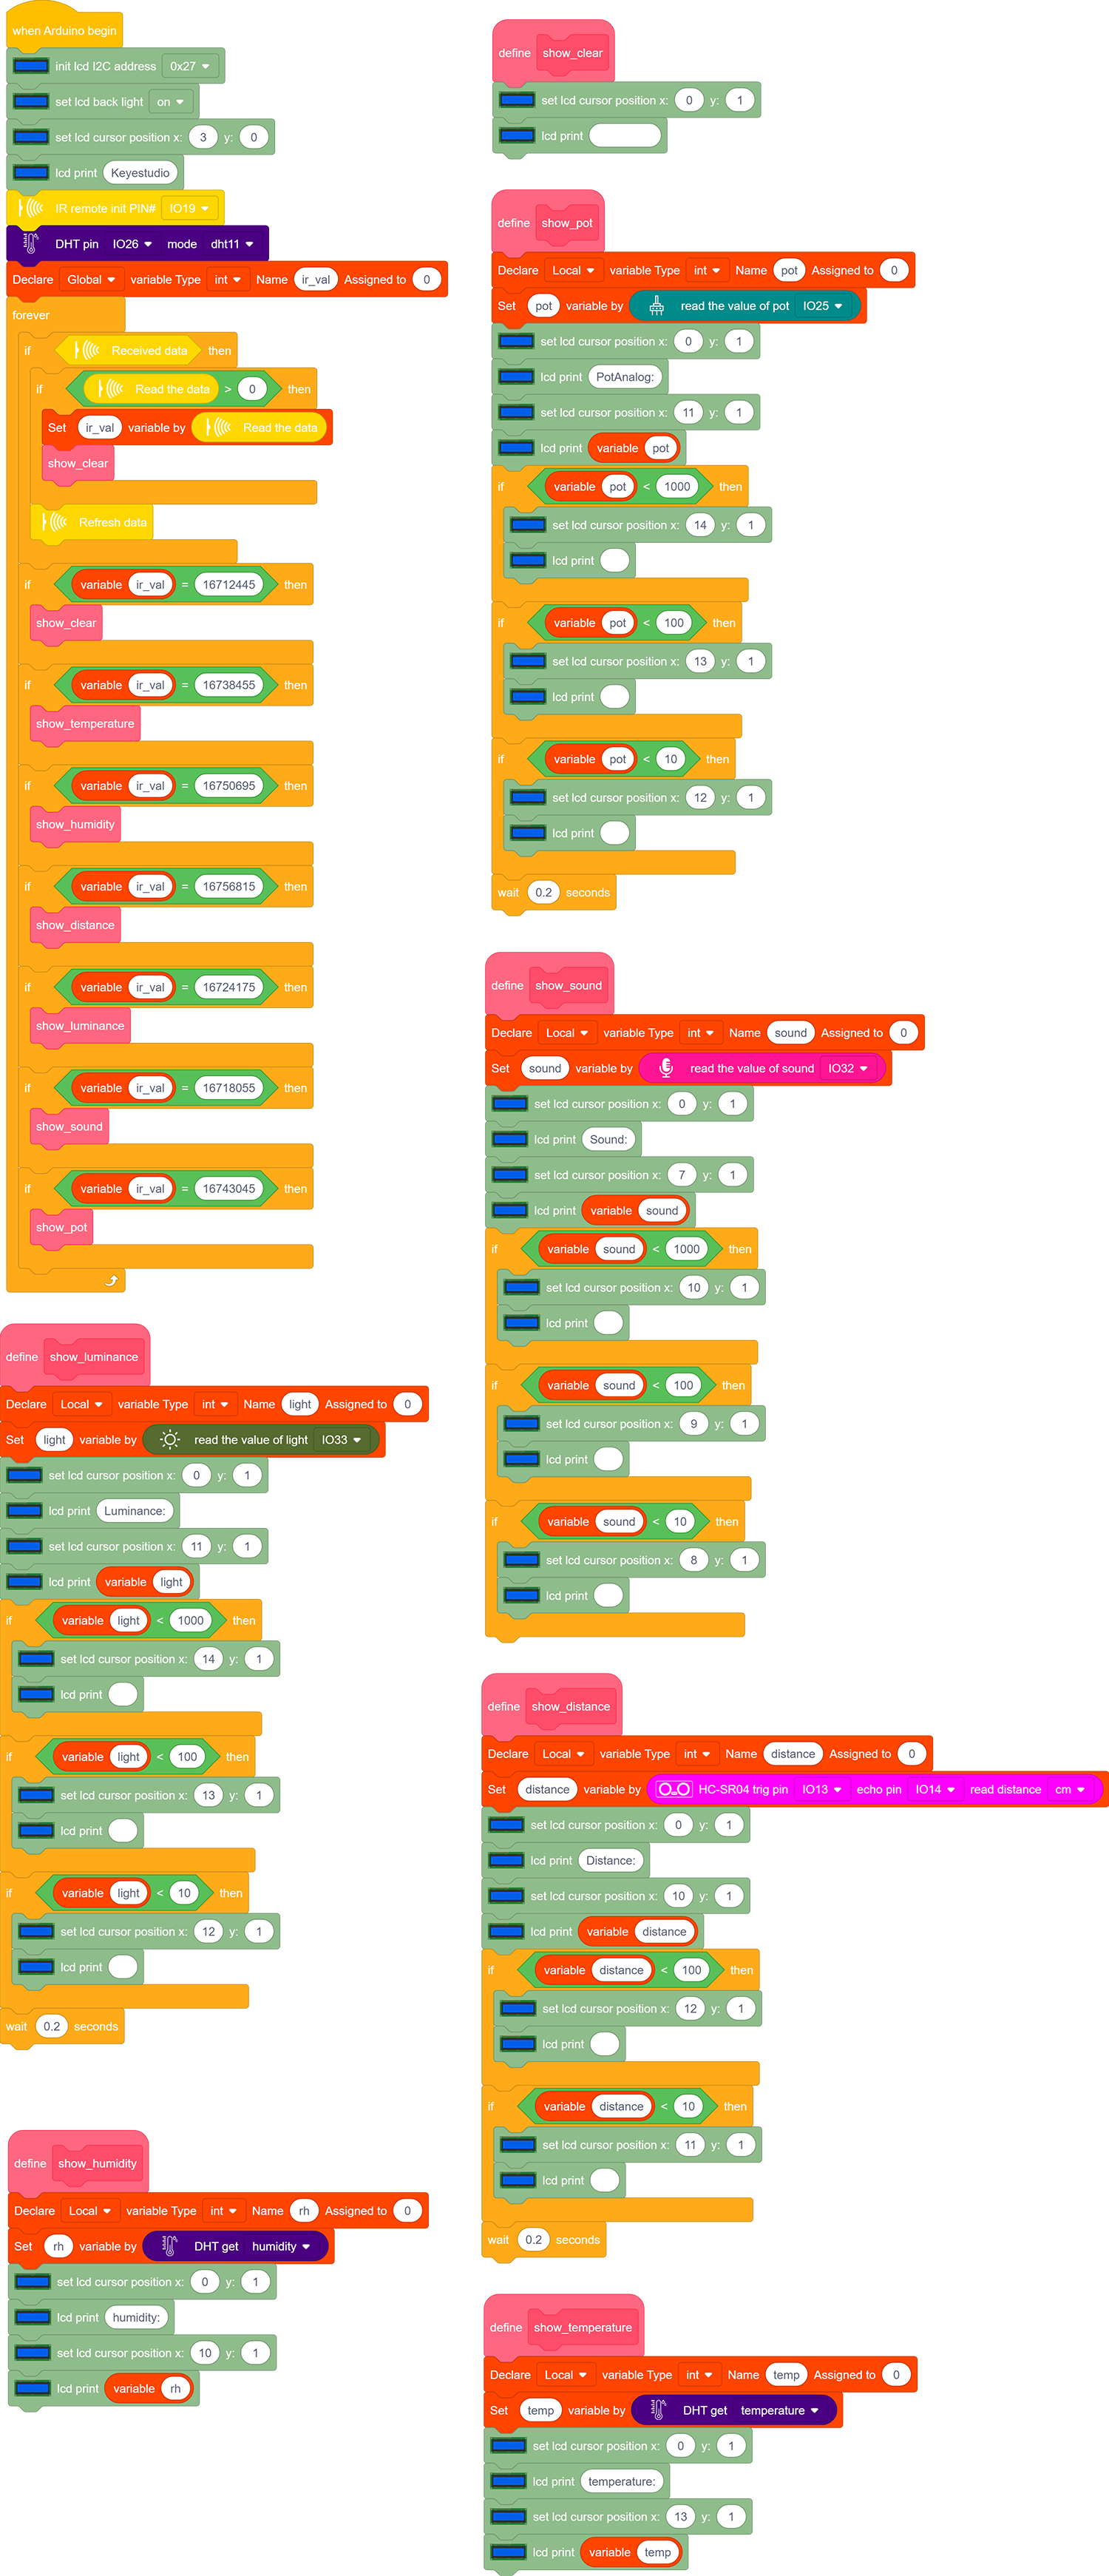 when Arduino begin
init lcd I2C address 0x27
set lcd back light on
set lcd cursor position x: 3 y: 0
lcd print Keyestudio
IR remote init PIN# IO19
DHT pin IO26 mode dht11
Declare Global variable Type int Name ir_val Assigned to 0
forever
if Received data then
if Read the data > 0 then
Set ir_val variable by Read the data
show_clear
Refresh data
if variable ir_val = 16712445 then
show_clear
if variable ir_val = 16738455 then
show_temperature
if variable ir_val = 16750695 then
show_humidity
if variable ir_val = 16756815 then
show_distance
if variable ir_val = 16724175 then
show_luminance
if variable ir_val = 16718055 then
show_sound
if variable ir_val = 16743045 then
show_pot
define show_luminance
Declare Local variable Type int Name light Assigned to 0
Set light variable by read the value of light IO33
set lcd cursor position x: 0 y: 1
lcd print Luminance:
set lcd cursor position x: 11 y: 1
lcd print variable light
if variable light < 1000 then
set lcd cursor position x: 14 y: 1
lcd print
if variable light < 100 then
set lcd cursor position x: 13 y: 1
lcd print
if variable light < 10 then
set lcd cursor position x: 12 y: 1
lcd print
wait 0.2 seconds
define show_humidity
Declare Local variable Type int Name rh Assigned to 0
Set rh variable by DHT get humidity
set lcd cursor position x: 0 y: 1
lcd print humidity:
set lcd cursor position x: 10 y: 1
lcd print variable rh
define show_clear
set lcd cursor position x: 0 y: 1
lcd print
define show_pot
Declare Local variable Type int Name pot Assigned to 0
Set pot variable by read the value of pot IO25
set lcd cursor position x: 0 y: 1
lcd print PotAnalog:
set lcd cursor position x: 11 y: 1
lcd print variable pot
if variable pot < 1000 then
set lcd cursor position x: 14 y: 1
lcd print
if variable pot < 100 then
set lcd cursor position x: 13 y: 1
lcd print
if variable pot < 10 then
set lcd cursor position x: 12 y: 1
lcd print
wait 0.2 seconds
define show_sound
Declare Local variable Type int Name sound Assigned to 0
Set sound variable by read the value of sound IO32
set lcd cursor position x: 0 y: 1
lcd print Sound:
set lcd cursor position x: 7 y: 1
lcd print variable sound
if variable sound < 1000 then
set lcd cursor position x: 10 y: 1
lcd print
if variable sound < 100 then
set lcd cursor position x: 9 y: 1
lcd print
if variable sound < 10 then
set lcd cursor position x: 8 y: 1
lcd print
define show_distance
Declare Local variable Type int Name distance Assigned to 0
Set distance variable by HC-SR04 trig pin IO13 echo pin IO14 read distance cm
set lcd cursor position x: 0 y: 1
lcd print Distance:
set lcd cursor position x: 10 y: 1
lcd print variable distance
if variable distance < 100 then
set lcd cursor position x: 12 y: 1
lcd print
if variable distance < 10 then
set lcd cursor position x: 11 y: 1
lcd print
wait 0.2 seconds
define show_temperature
Declare Local variable Type int Name temp Assigned to 0
Set temp variable by DHT get temperature
set lcd cursor position x: 0 y: 1
lcd print temperature:
set lcd cursor position x: 13 y: 1
lcd print variable temp